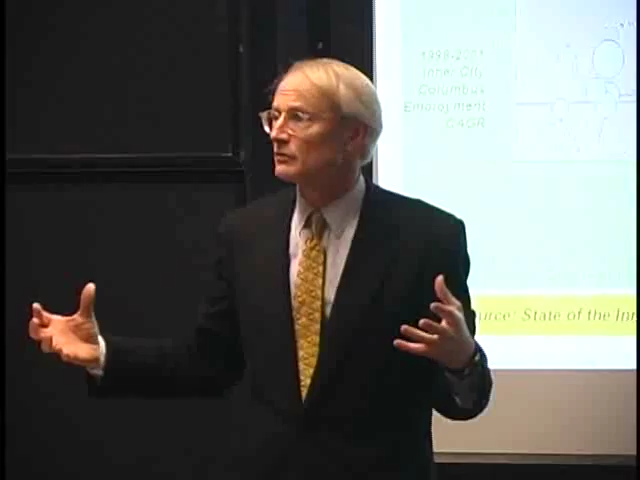 1998-2001
Inner City
Columbus
Employment
CAGR
urce: State of the Inn